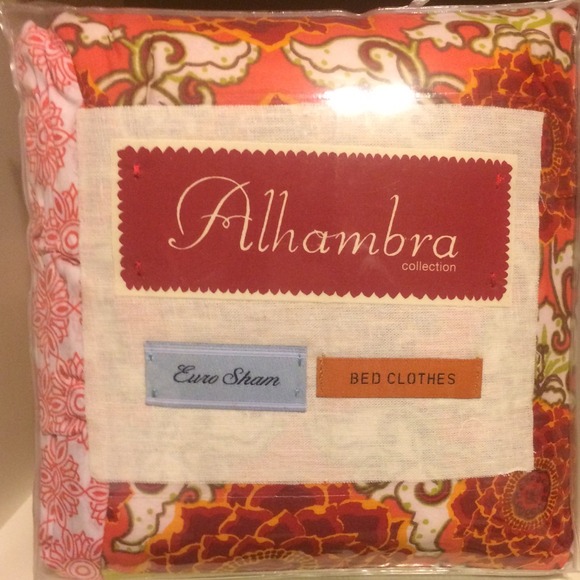 Alhambra
collection
Euro Sham
BED CLOTHES